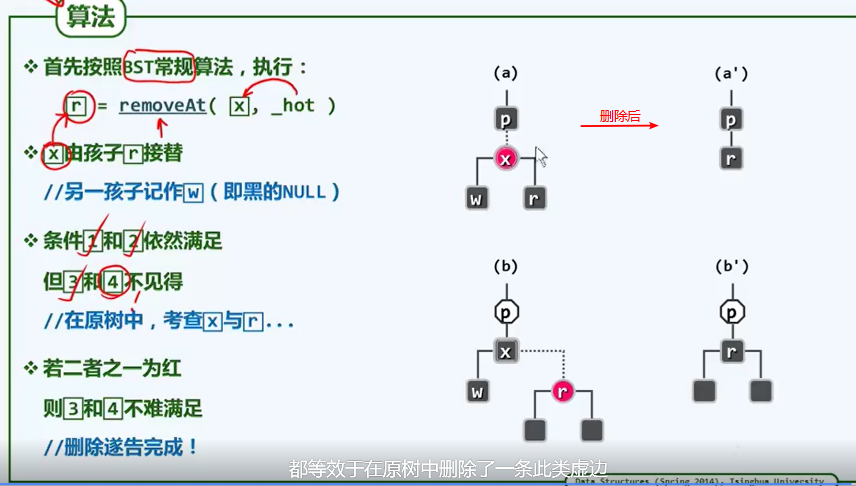 算法
❖ 首先按照BST常规算法，执行：
r = removeAt( x, _hot )
❖ x由孩子r接替
//另一孩子记作w（即黑的NULL）
❖ 条件1和2依然满足
但3和4不见得
//在原树中，考查x与r...
❖ 若二者之一为红
则3和4不难满足
//删除遂告完成！
(a)
p
x
w r
删除后
(a')
p
r
(b)
p
x
w r
(b')
p
r
都等效于在原树中删除了一条此类虚边
Data Structures (Spring 2014), Tsinghua University